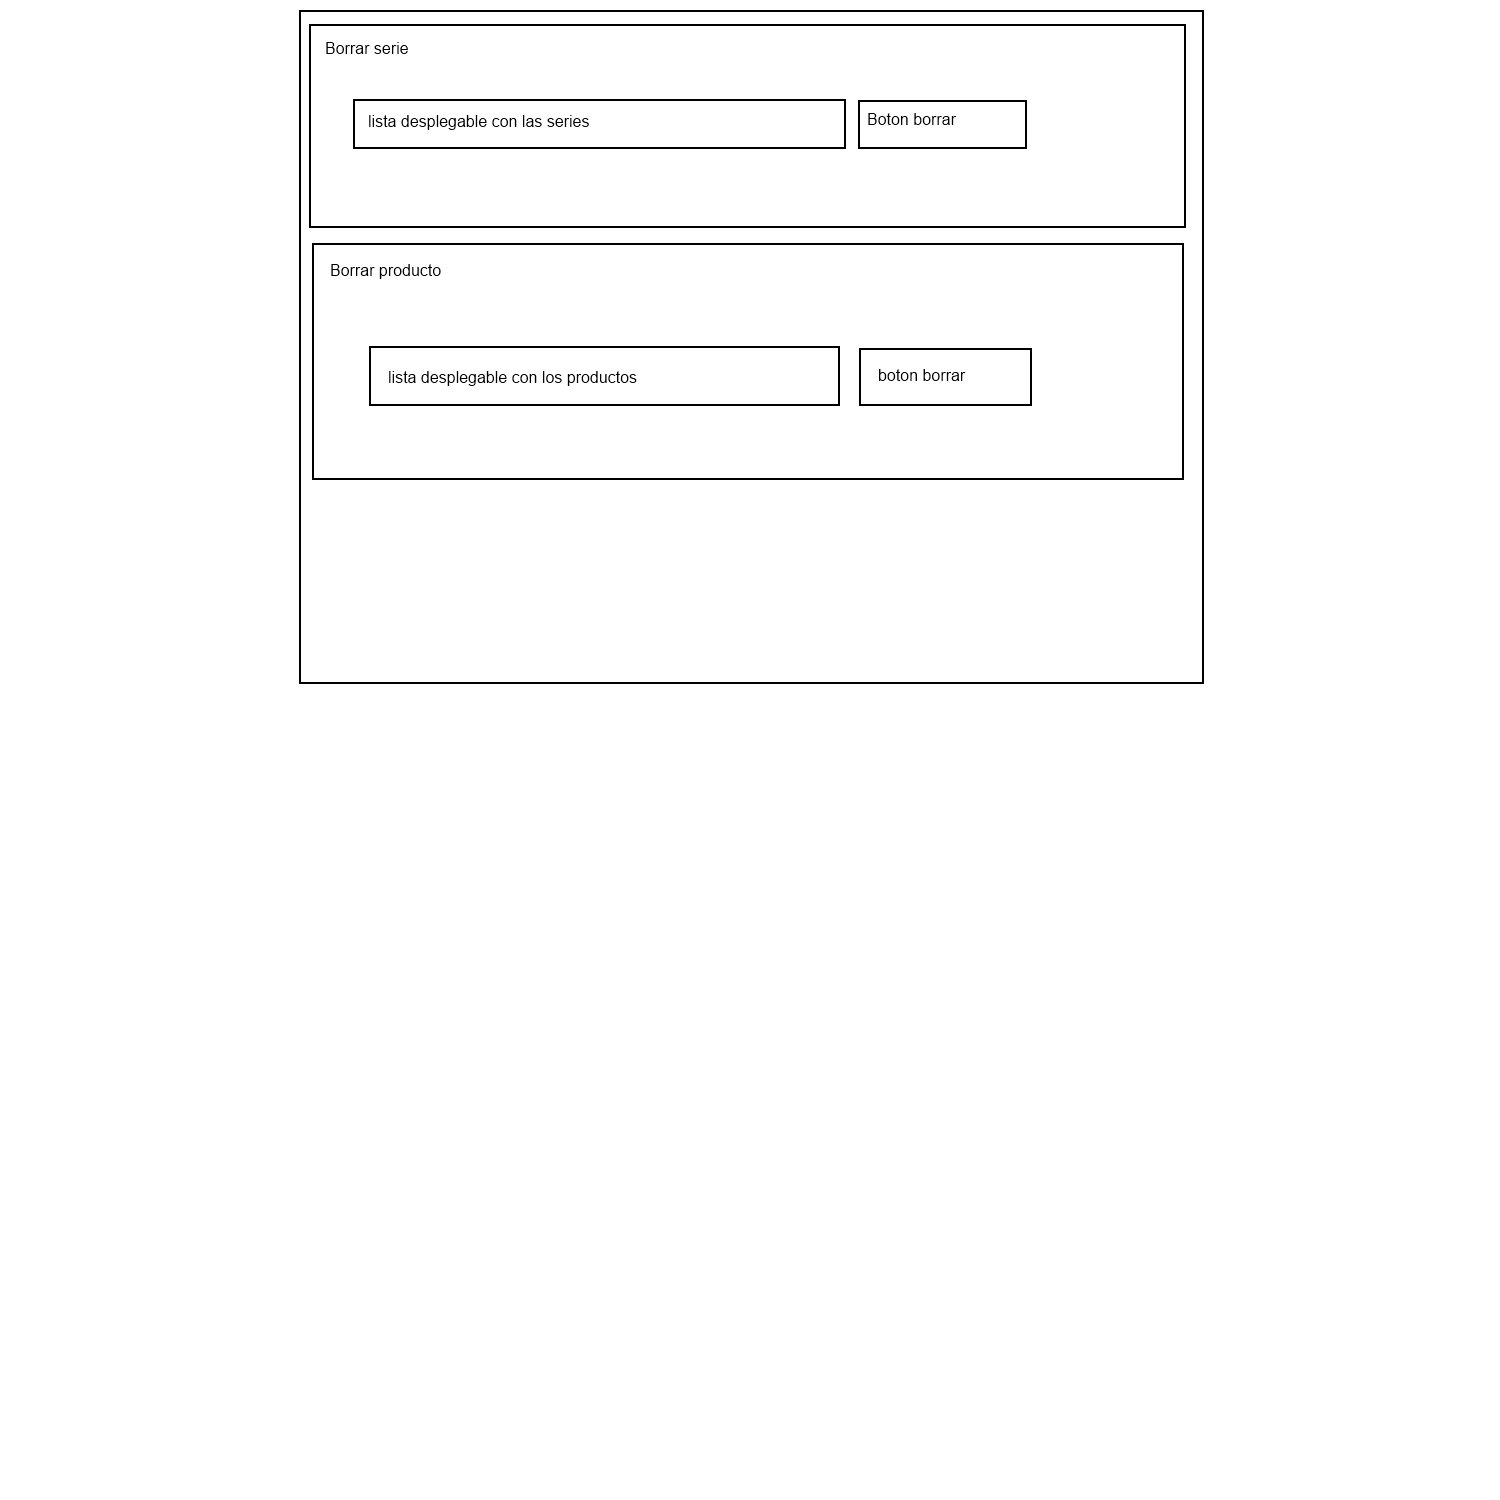 Borrar serie
lista desplegable con las series
Boton borrar
Borrar producto
lista desplegable con los productos
boton borrar